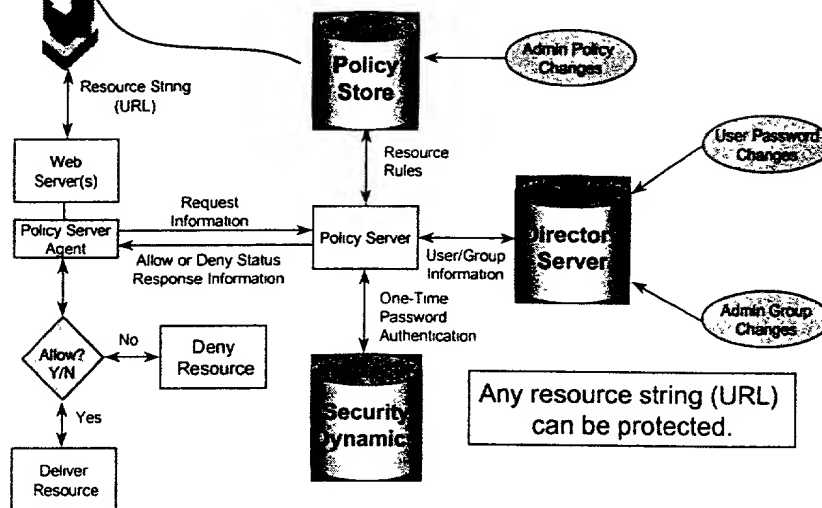 Policy
Store
Admin Policy
Changes
Resource String
(URL)
Web
Server(s)
Resource
Rules
User Password
Changes
Request
Information
Policy Server
Agent
Policy Server
Director
Server
Allow or Deny Status
Response Information
User/Group
Information
One-Time
Password
Authentication
Admin Group
Changes
Allow?
Y/N
No
Deny
Resource
Yes
Security
Dynamic
Any resource string (URL)
can be protected.
Deliver
Resource